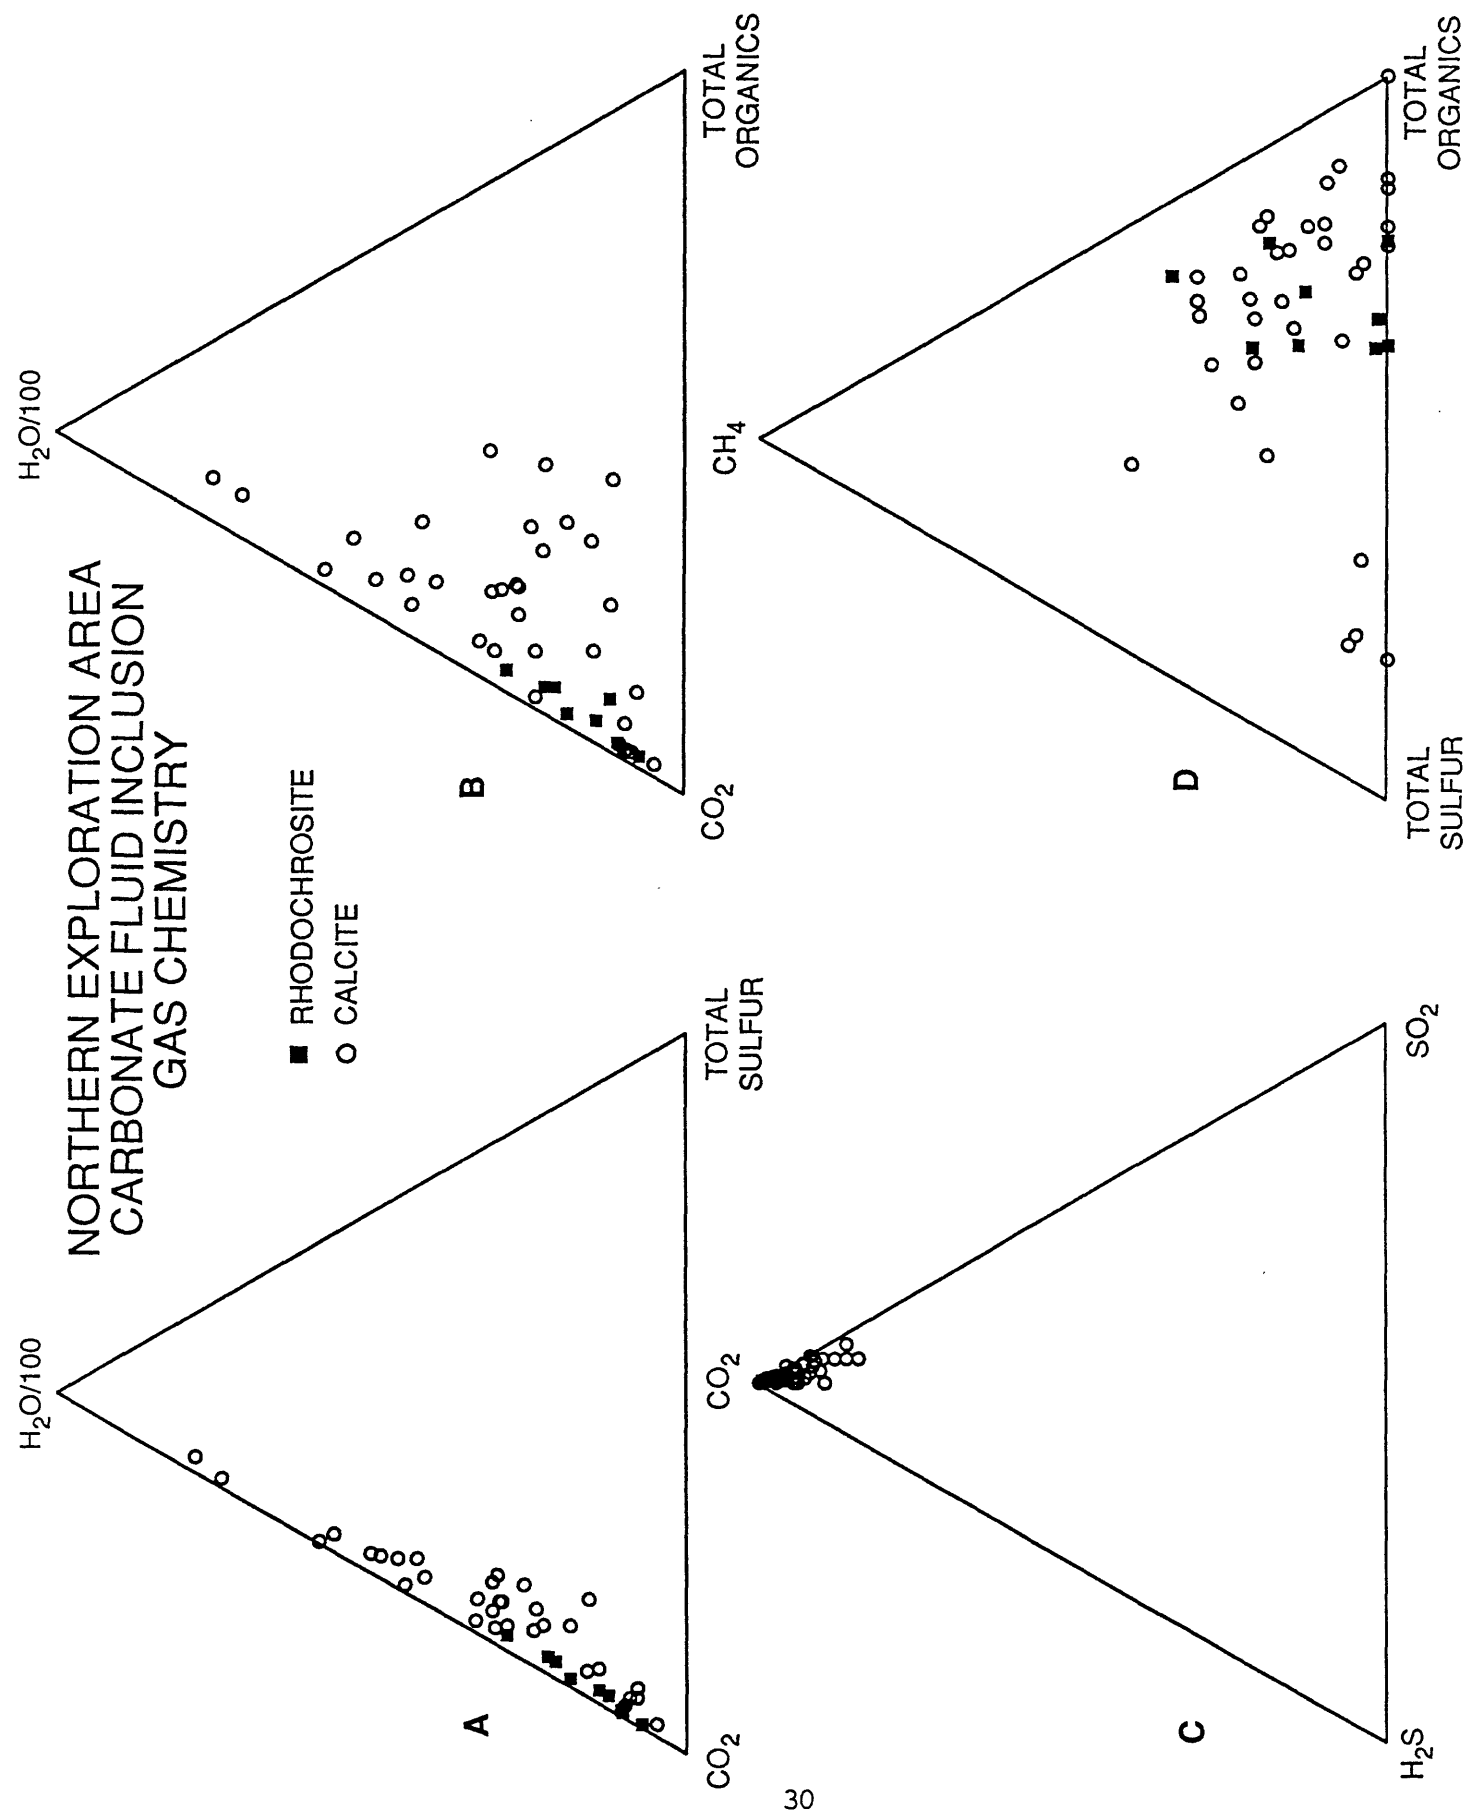 NORTHERN EXPLORATION AREA
CARBONATE FLUID INCLUSION
GAS CHEMISTRY
■ RHODOCHROSITE
○ CALCITE
H₂O/100
A
CO₂
TOTAL
SULFUR
H₂O/100
B
CO₂
TOTAL
ORGANICS
CO₂
C
H₂S
SO₂
CH₄
D
TOTAL
SULFUR
TOTAL
ORGANICS
30